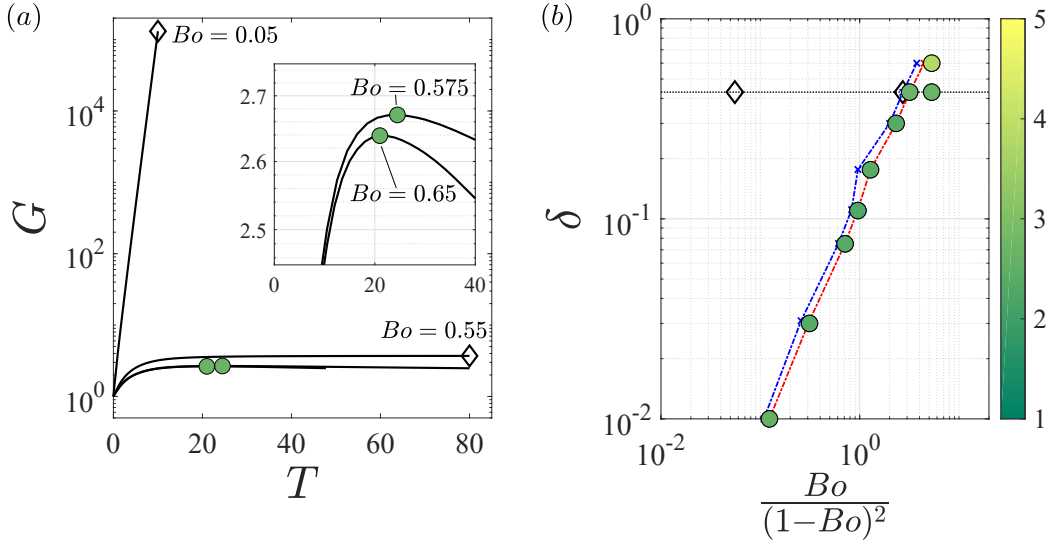 (a)
G
10^4
10^2
10^0
0 20 40 60 80
T
Bo = 0.05
Bo = 0.55
2.7
2.6
2.5
0 20 40
Bo = 0.575
Bo = 0.65
(b)
δ
10^0
10^-1
10^-2
10^-2 10^0
Bo
(1−Bo)^2
5
4
3
2
1